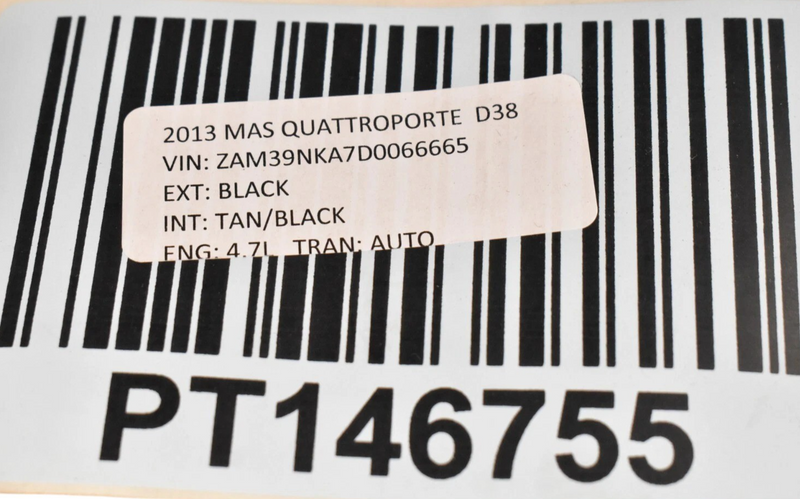 2013 MAS QUATTROPORTE D38
VIN: ZAM39NKA7D0066665
EXT: BLACK
INT: TAN/BLACK
ENG: 4.7L TRAN: AUTO
PT146755